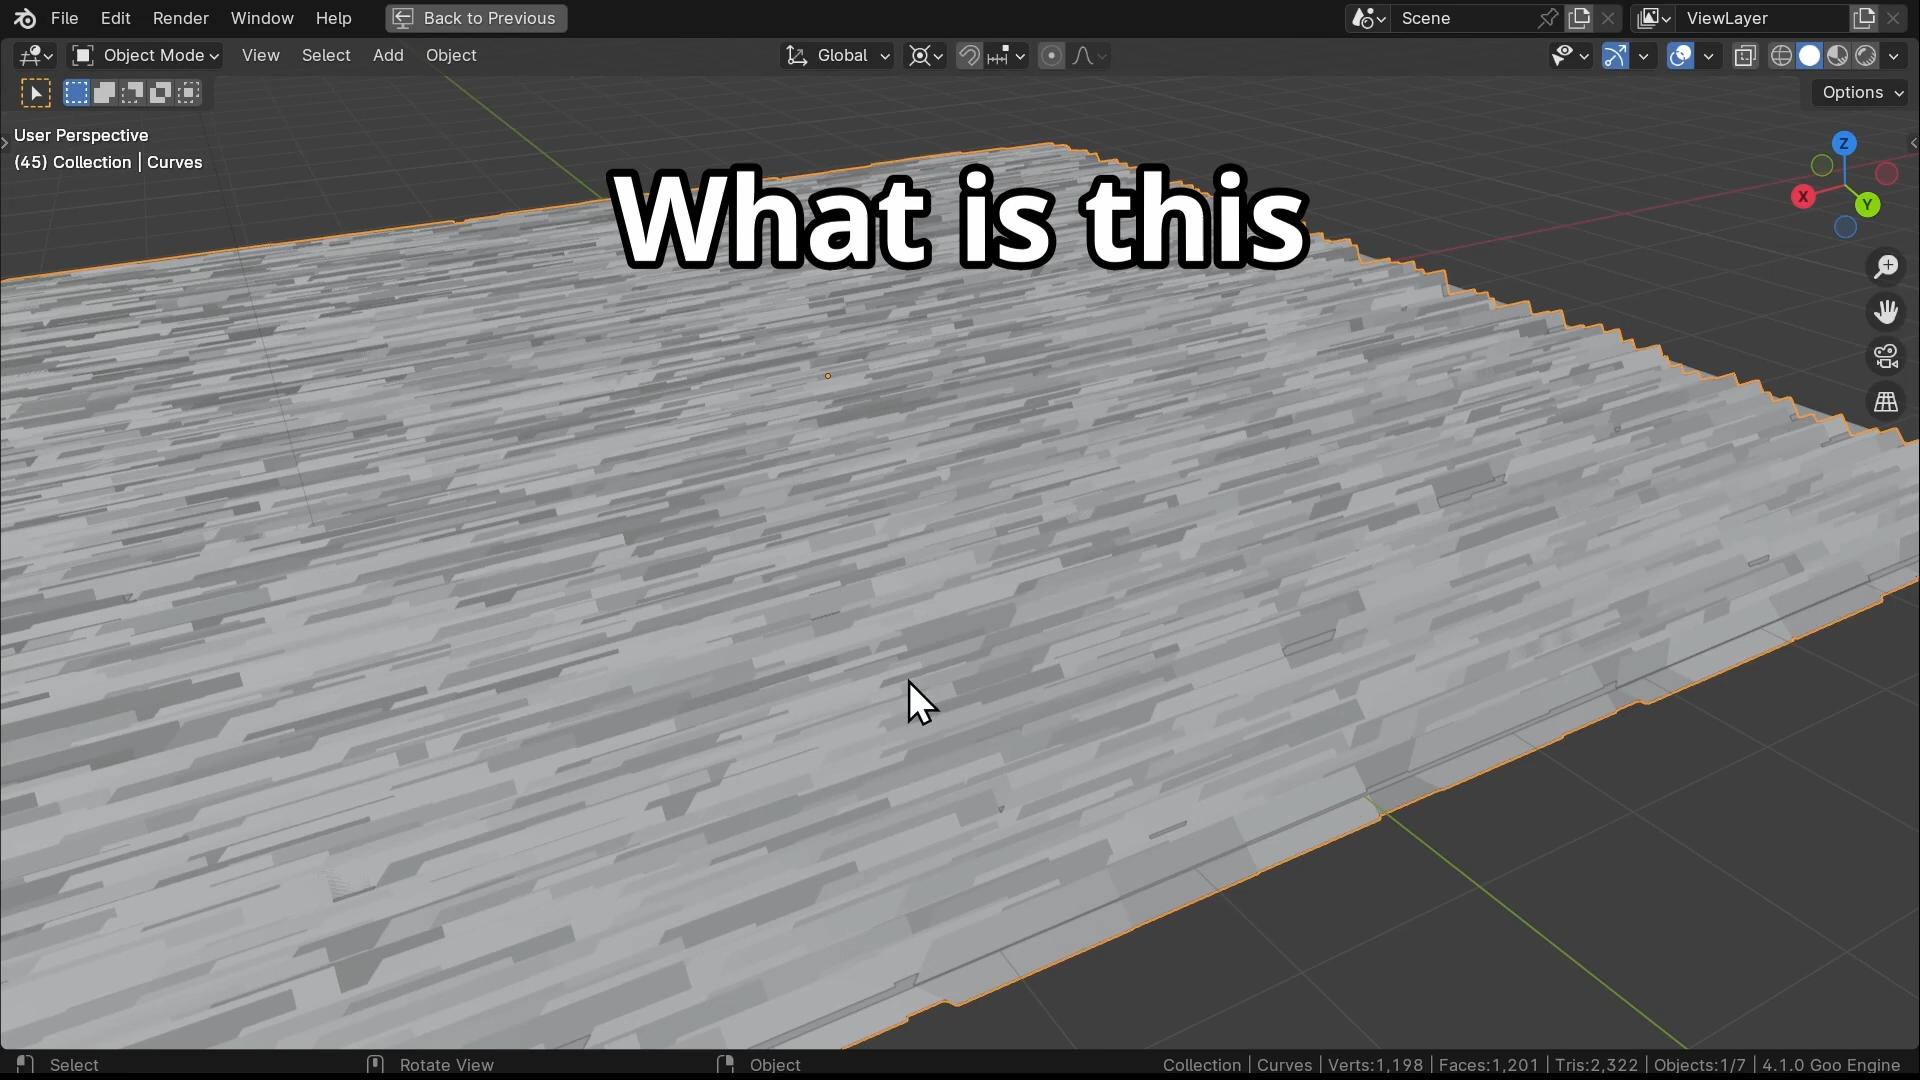 File Edit Render Window Help Back to Previous Scene ViewLayer
Object Mode View Select Add Object Global
Options
User Perspective
(45) Collection | Curves
Z
X
Y
What is this
Select Rotate View Object Collection | Curves | Verts:1,198 | Faces:1,201 | Tris:2,322 | Objects:1/7 | 4.1.0 Goo Engine